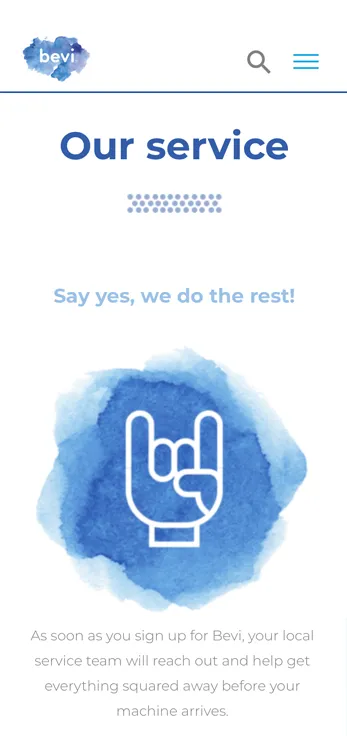 bevi
Our service
Say yes, we do the rest!
As soon as you sign up for Bevi, your local
service team will reach out and help get
everything squared away before your
machine arrives.